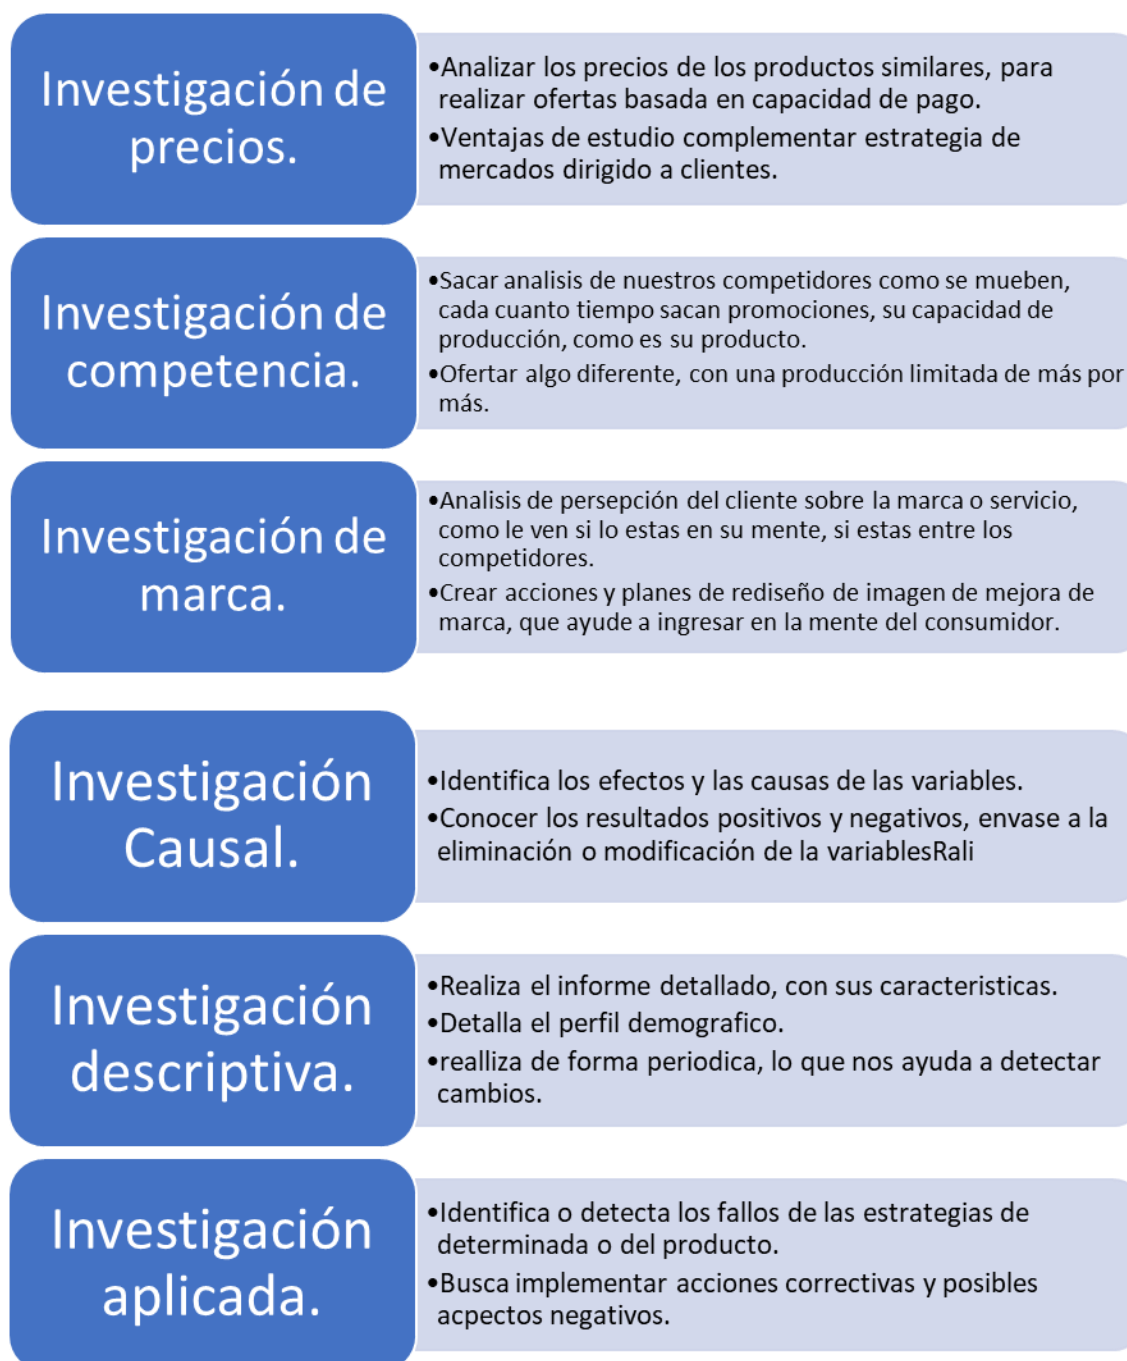 Investigación de
precios.
•Analizar los precios de los productos similares, para
realizar ofertas basada en capacidad de pago.
•Ventajas de estudio complementar estrategia de
mercados dirigido a clientes.
Investigación de
competencia.
•Sacar analisis de nuestros competidores como se mueben,
cada cuanto tiempo sacan promociones, su capacidad de
producción, como es su producto.
•Ofertar algo diferente, con una producción limitada de más por
más.
Investigación de
marca.
•Analisis de persepción del cliente sobre la marca o servicio,
como le ven si lo estas en su mente, si estas entre los
competidores.
•Crear acciones y planes de rediseño de imagen de mejora de
marca, que ayude a ingresar en la mente del consumidor.
Investigación
Causal.
•Identifica los efectos y las causas de las variables.
•Conocer los resultados positivos y negativos, envase a la
eliminación o modificación de la variablesRali
Investigación
descriptiva.
•Realiza el informe detallado, con sus caracteristicas.
•Detalla el perfil demografico.
•realliza de forma periodica, lo que nos ayuda a detectar
cambios.
Investigación
aplicada.
•Identifica o detecta los fallos de las estrategias de
determinada o del producto.
•Busca implementar acciones correctivas y posibles
acpectos negativos.